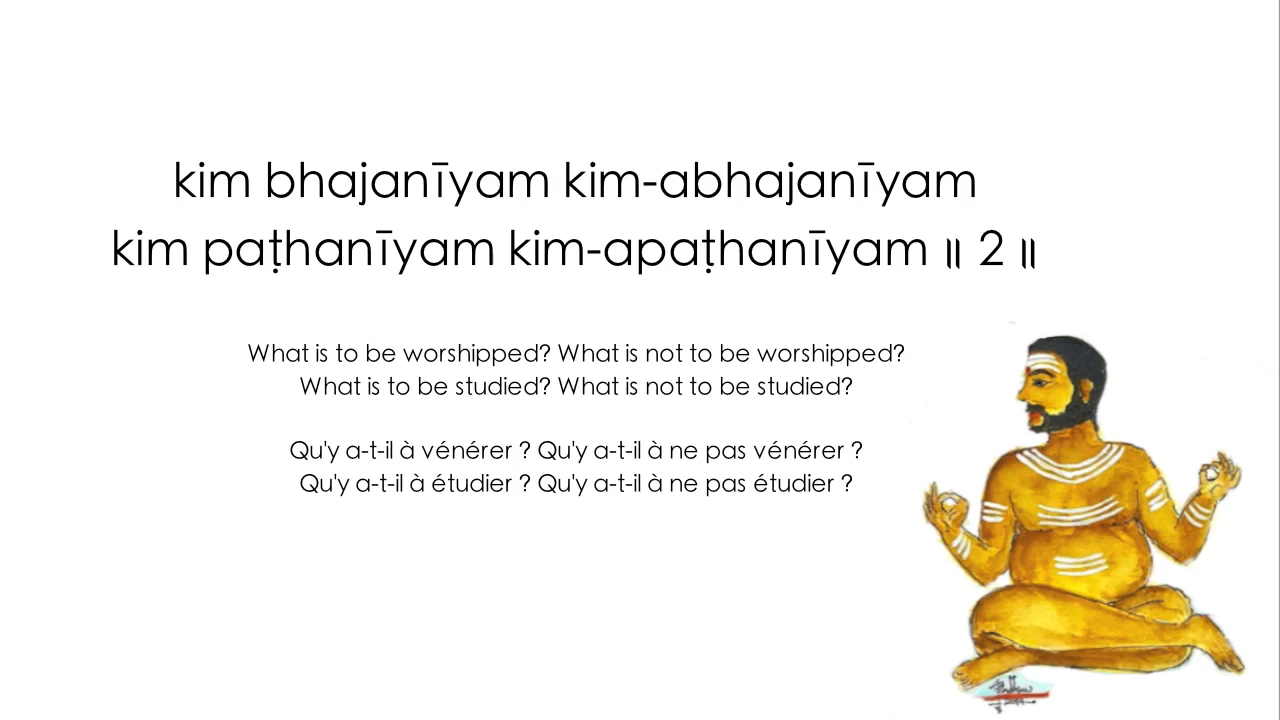 kim bhajanīyam kim-abhajanīyam
kim paṭhanīyam kim-apaṭhanīyam ॥ 2 ॥
What is to be worshipped? What is not to be worshipped?
What is to be studied? What is not to be studied?
Qu'y a-t-il à vénérer ? Qu'y a-t-il à ne pas vénérer ?
Qu'y a-t-il à étudier ? Qu'y a-t-il à ne pas étudier ?